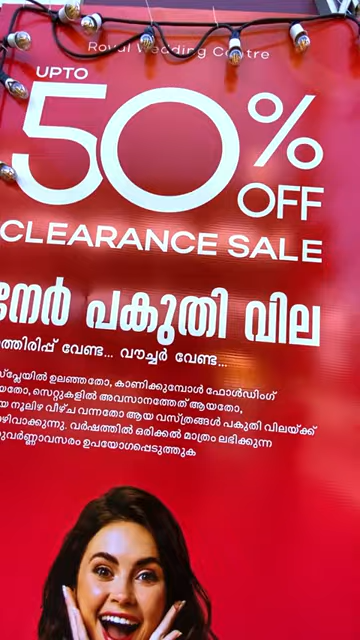 Royal Wedding Centre
UPTO
50%
OFF
CLEARANCE SALE
നേർ പകുതി വില
വേണ്ട... വൗച്ചർ വേണ്ട...
ഉലഞ്ഞതോ, കാണിക്കുമ്പോൾ ഫോൾഡിങ്ങ്
സെറ്റുകളിൽ അവസാനത്തേത് ആയതോ,
നൂലിഴ വീഴ്ച വന്നതോ ആയ വസ്ത്രങ്ങൾ പകുതി വിലയ്ക്ക്
വർഷത്തിൽ ഒരിക്കൽ മാത്രം ലഭിക്കുന്ന
ഉപയോഗപ്പെടുത്തുക